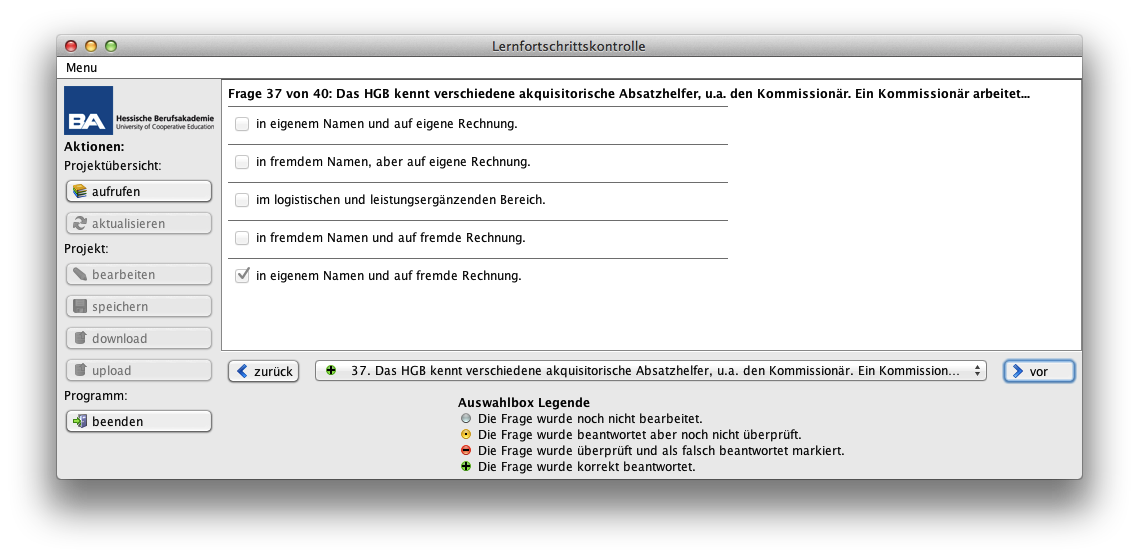 Lernfortschrittskontrolle
Menu
BA Hessische Berufsakademie
University of Cooperative Education
Aktionen:
Projektübersicht:
aufrufen
aktualisieren
Projekt:
bearbeiten
speichern
download
upload
Programm:
beenden
Frage 37 von 40: Das HGB kennt verschiedene akquisitorische Absatzhelfer, u.a. den Kommissionär. Ein Kommissionär arbeitet...
in eigenem Namen und auf eigene Rechnung.
in fremdem Namen, aber auf eigene Rechnung.
im logistischen und leistungsergänzenden Bereich.
in fremdem Namen und auf fremde Rechnung.
in eigenem Namen und auf fremde Rechnung.
zurück
37. Das HGB kennt verschiedene akquisitorische Absatzhelfer, u.a. den Kommissionär. Ein Kommission...
vor
Auswahlbox Legende
Die Frage wurde noch nicht bearbeitet.
Die Frage wurde beantwortet aber noch nicht überprüft.
Die Frage wurde überprüft und als falsch beantwortet markiert.
Die Frage wurde korrekt beantwortet.